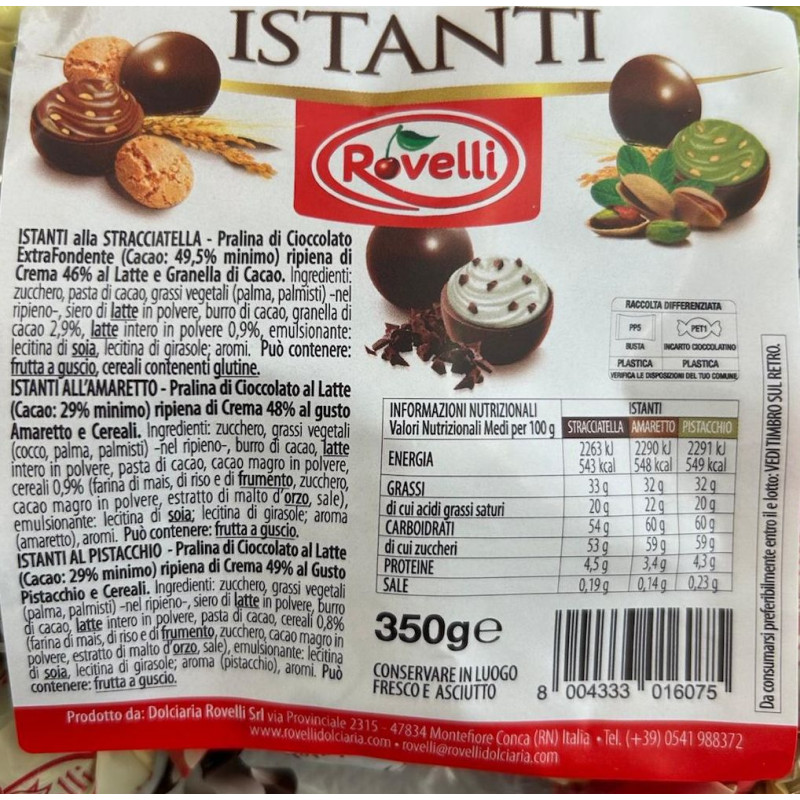 ISTANTI
Rovelli
ISTANTI alla STRACCIATELLA - Pralina di Cioccolato
ExtraFondente (Cacao: 49,5% minimo) ripiena di
Crema 46% al Latte e Granella di Cacao. Ingredienti:
zucchero, pasta di cacao, grassi vegetali (palma, palmisti) -nel
ripieno-, siero di latte in polvere, burro di cacao, granella di
cacao 2,9%, latte intero in polvere 0,9%, emulsionante:
lecitina di soia, lecitina di girasole; aromi. Può contenere:
frutta a guscio, cereali contenenti glutine.
ISTANTI ALL'AMARETTO - Pralina di Cioccolato al Latte
(Cacao: 29% minimo) ripiena di Crema 48% al gusto
Amaretto e Cereali. Ingredienti: zucchero, grassi vegetali
(cocco, palma, palmisti) -nel ripieno-, burro di cacao, latte
intero in polvere, pasta di cacao, cacao magro in polvere,
cereali 0,9% (farina di mais, di riso e di frumento, zucchero,
cacao magro in polvere, estratto di malto d'orzo, sale),
emulsionante: lecitina di soia; lecitina di girasole; aroma
(amaretto), aromi. Può contenere: frutta a guscio.
ISTANTI AL PISTACCHIO - Pralina di Cioccolato al Latte
(Cacao: 29% minimo) ripiena di Crema 49% al Gusto
Pistacchio e Cereali. Ingredienti: zucchero, grassi vegetali
(palma, palmisti) -nel ripieno-, siero di latte in polvere, burro
di cacao, latte intero in polvere, pasta di cacao, cereali 0,8%
(farina di mais, di riso e di frumento, zucchero, cacao magro in
polvere, estratto di malto d'orzo, sale), emulsionante: lecitina
di soia, lecitina di girasole; aroma (pistacchio), aromi. Può
contenere: frutta a guscio.
RACCOLTA DIFFERENZIATA
PP5 PET1
BUSTA INCARTO CIOCCOLATINO
PLASTICA PLASTICA
VERIFICA LE DISPOSIZIONI DEL TUO COMUNE
INFORMAZIONI NUTRIZIONALI ISTANTI
Valori Nutrizionali Medi per 100 g STRACCIATELLA AMARETTO PISTACCHIO
ENERGIA 2263 kJ 2290 kJ 2291 kJ
543 kcal 548 kcal 549 kcal
GRASSI 33 g 32 g 32 g
di cui acidi grassi saturi 20 g 22 g 20 g
CARBOIDRATI 54 g 60 g 60 g
di cui zuccheri 53 g 59 g 59 g
PROTEINE 4,5 g 3,4 g 4,3 g
SALE 0,19 g 0,14 g 0,23 g
350g e
CONSERVARE IN LUOGO
FRESCO E ASCIUTTO
8 004333 016075
Da consumarsi preferibilmente entro il e lotto: VEDI TIMBRO SUL RETRO.
Prodotto da: Dolciaria Rovelli Srl via Provinciale 2315 - 47834 Montefiore Conca (RN) Italia • Tel. (+39) 0541 988372
www.rovellidolciaria.com • rovelli@rovellidolciaria.com
lli